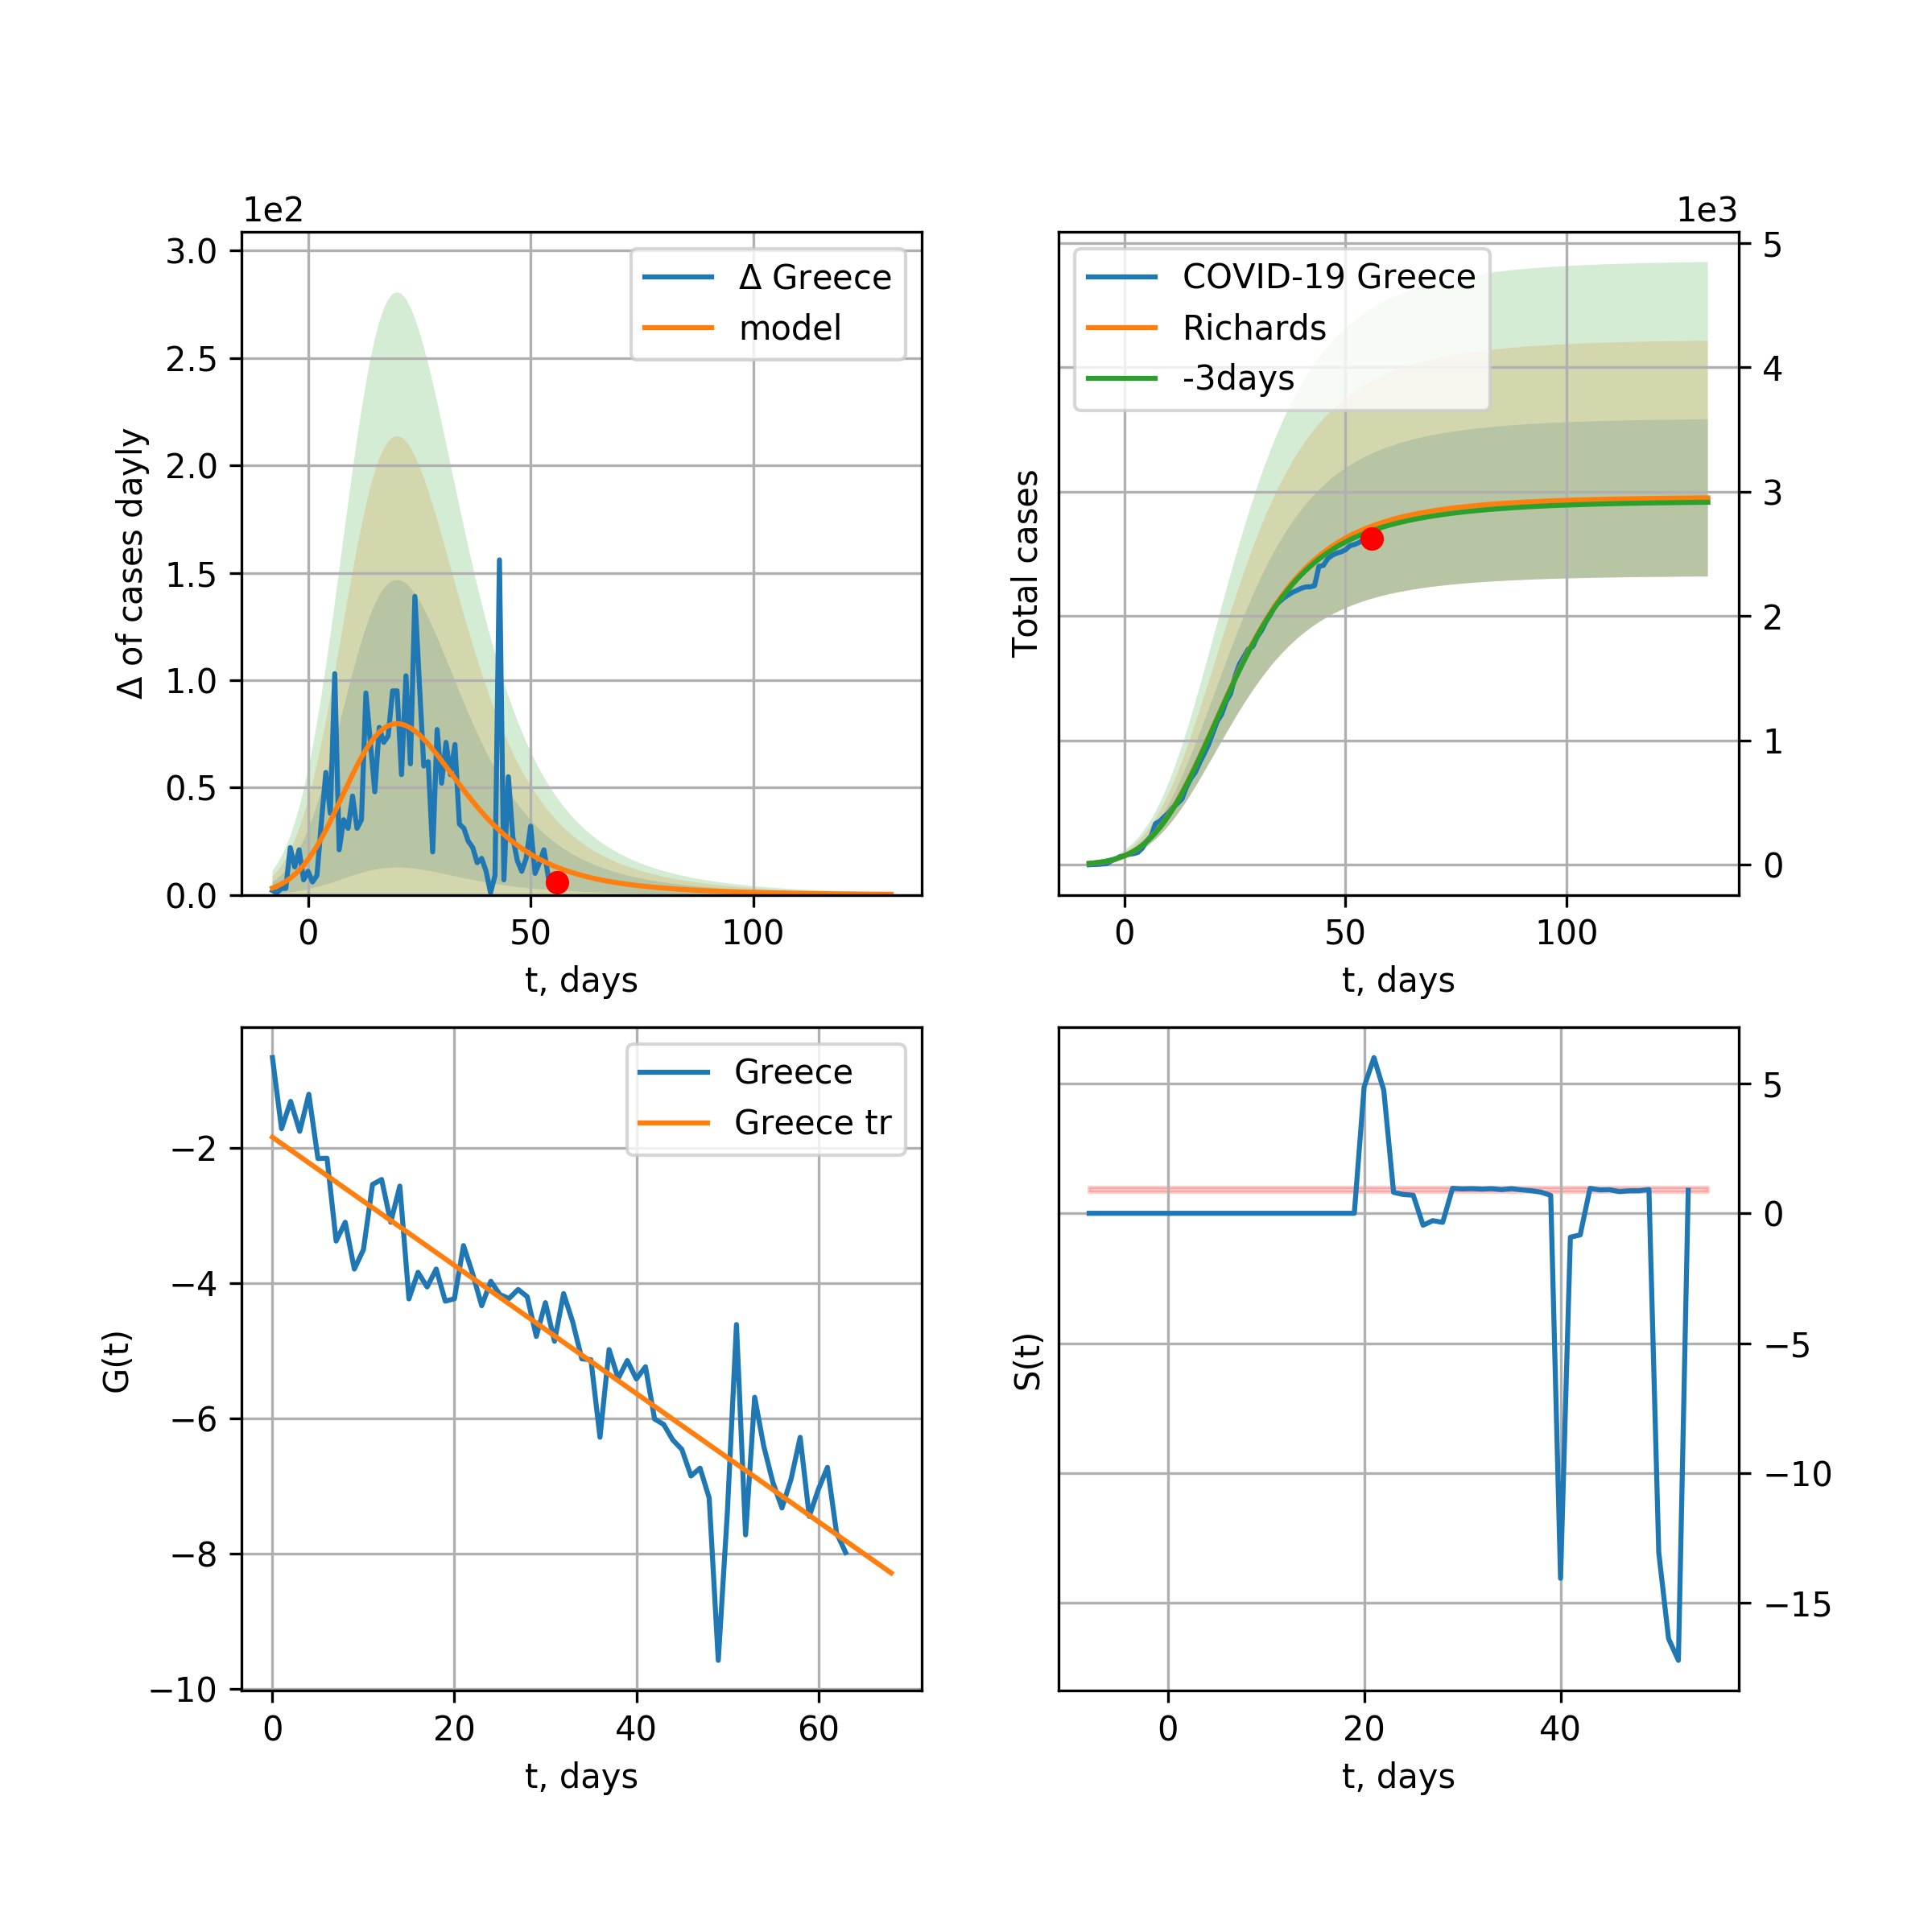 1e2
3.0
2.5
2.0
1.5
1.0
0.5
0.0
Δ of cases dayly
Δ Greece
model
0 50 100
t, days
1e3
COVID-19 Greece
Richards
-3days
Total cases
5
4
3
2
1
0
0 50 100
t, days
Greece
Greece tr
G(t)
−2
−4
−6
−8
−10
0 20 40 60
t, days
S(t)
5
0
−5
−10
−15
0 20 40
t, days